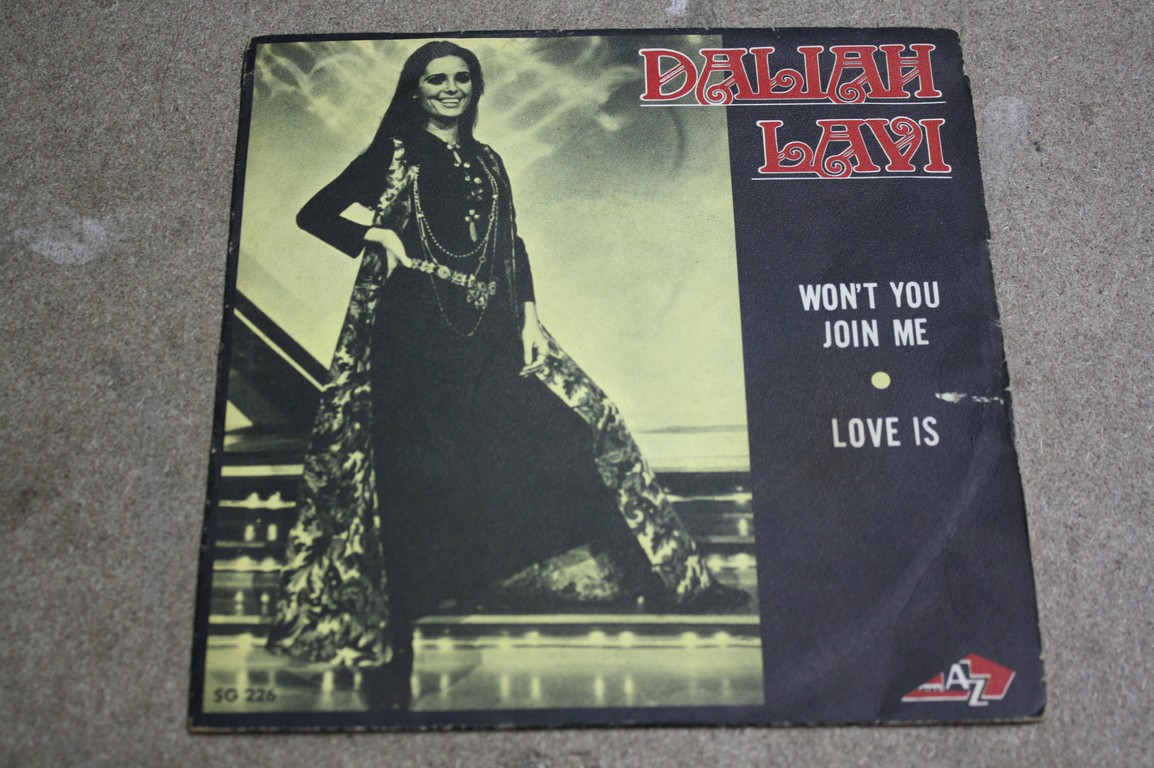 DALIAH
LAVI
WON'T YOU
JOIN ME
LOVE IS
SG 226
AZ